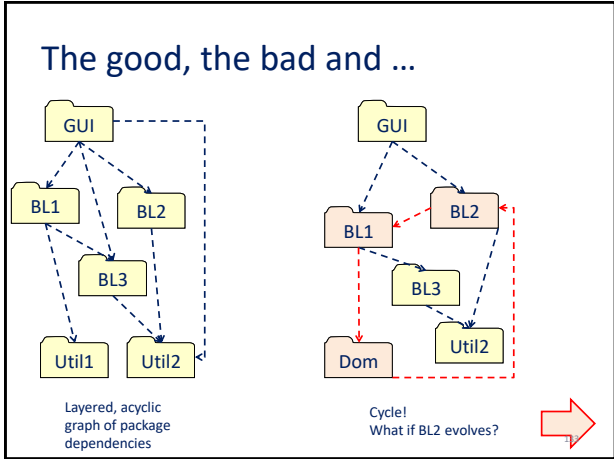 The good, the bad and …
GUI
BL1
BL2
BL3
Util1
Util2
Layered, acyclic
graph of package
dependencies
GUI
BL1
BL2
BL3
Util2
Dom
Cycle!
What if BL2 evolves?